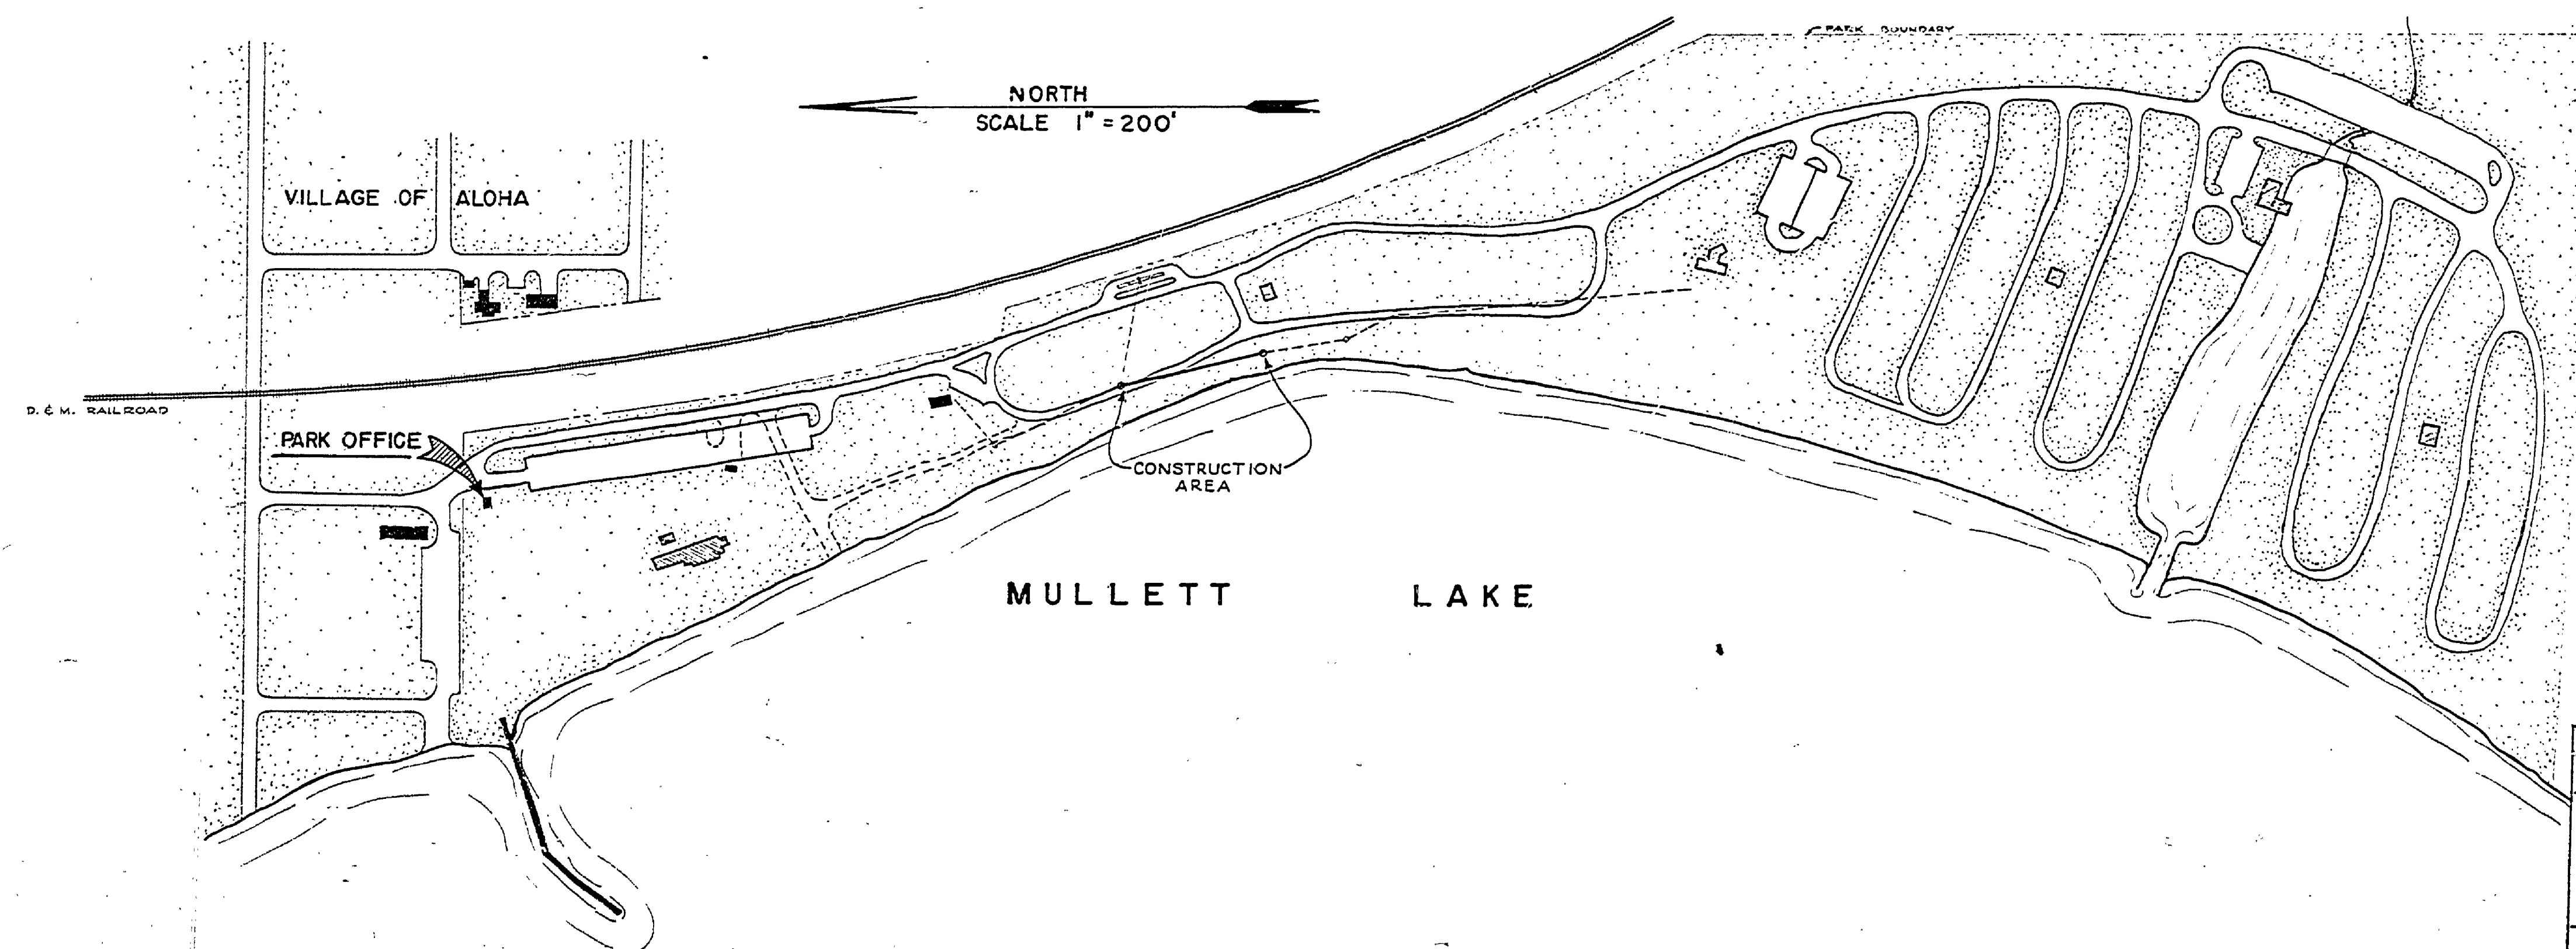 PARK BOUNDARY
NORTH
SCALE 1" = 200'
VILLAGE OF ALOHA
D. & M. RAILROAD
PARK OFFICE
CONSTRUCTION
AREA
MULLETT LAKE